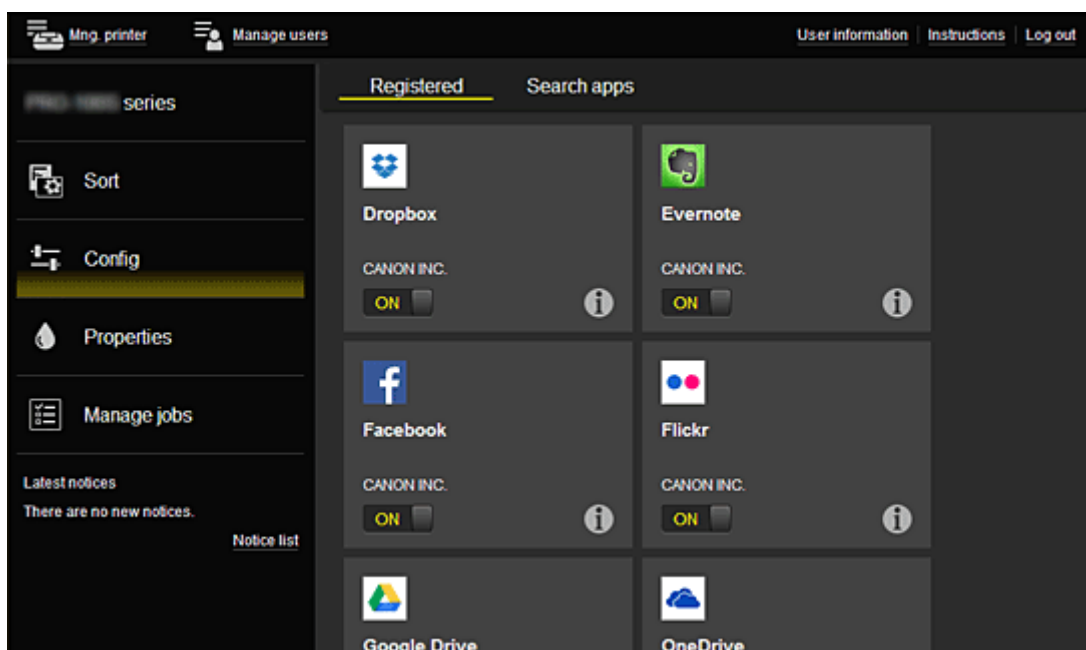 Mng. printer
Manage users
User information
Instructions
Log out
series
Registered
Search apps
Sort
Config
Properties
Manage jobs
Latest notices
There are no new notices.
Notice list
Dropbox
Evernote
CANON INC.
CANON INC.
ON
ON
Facebook
Flickr
CANON INC.
CANON INC.
ON
ON
Google Drive
OneDrive